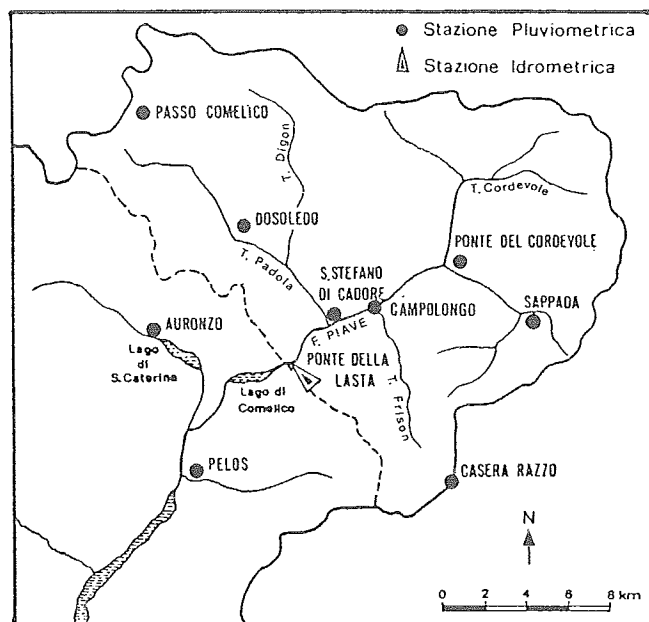 Stazione Pluviometrica
Stazione Idrometrica
PASSO COMELICO
T. Digon
T. Cordevole
DOSOLEDO
PONTE DEL CORDEVOLE
T. Padola
S.STEFANO
DI CADORE
SAPPADA
CAMPOLONGO
AURONZO
F. PIAVE
PONTE DELLA
LASTA
Lago
di
S.Caterina
Lago di
Comelico
T. Frison
PELOS
CASERA RAZZO
N
0 2 4 6 8 km